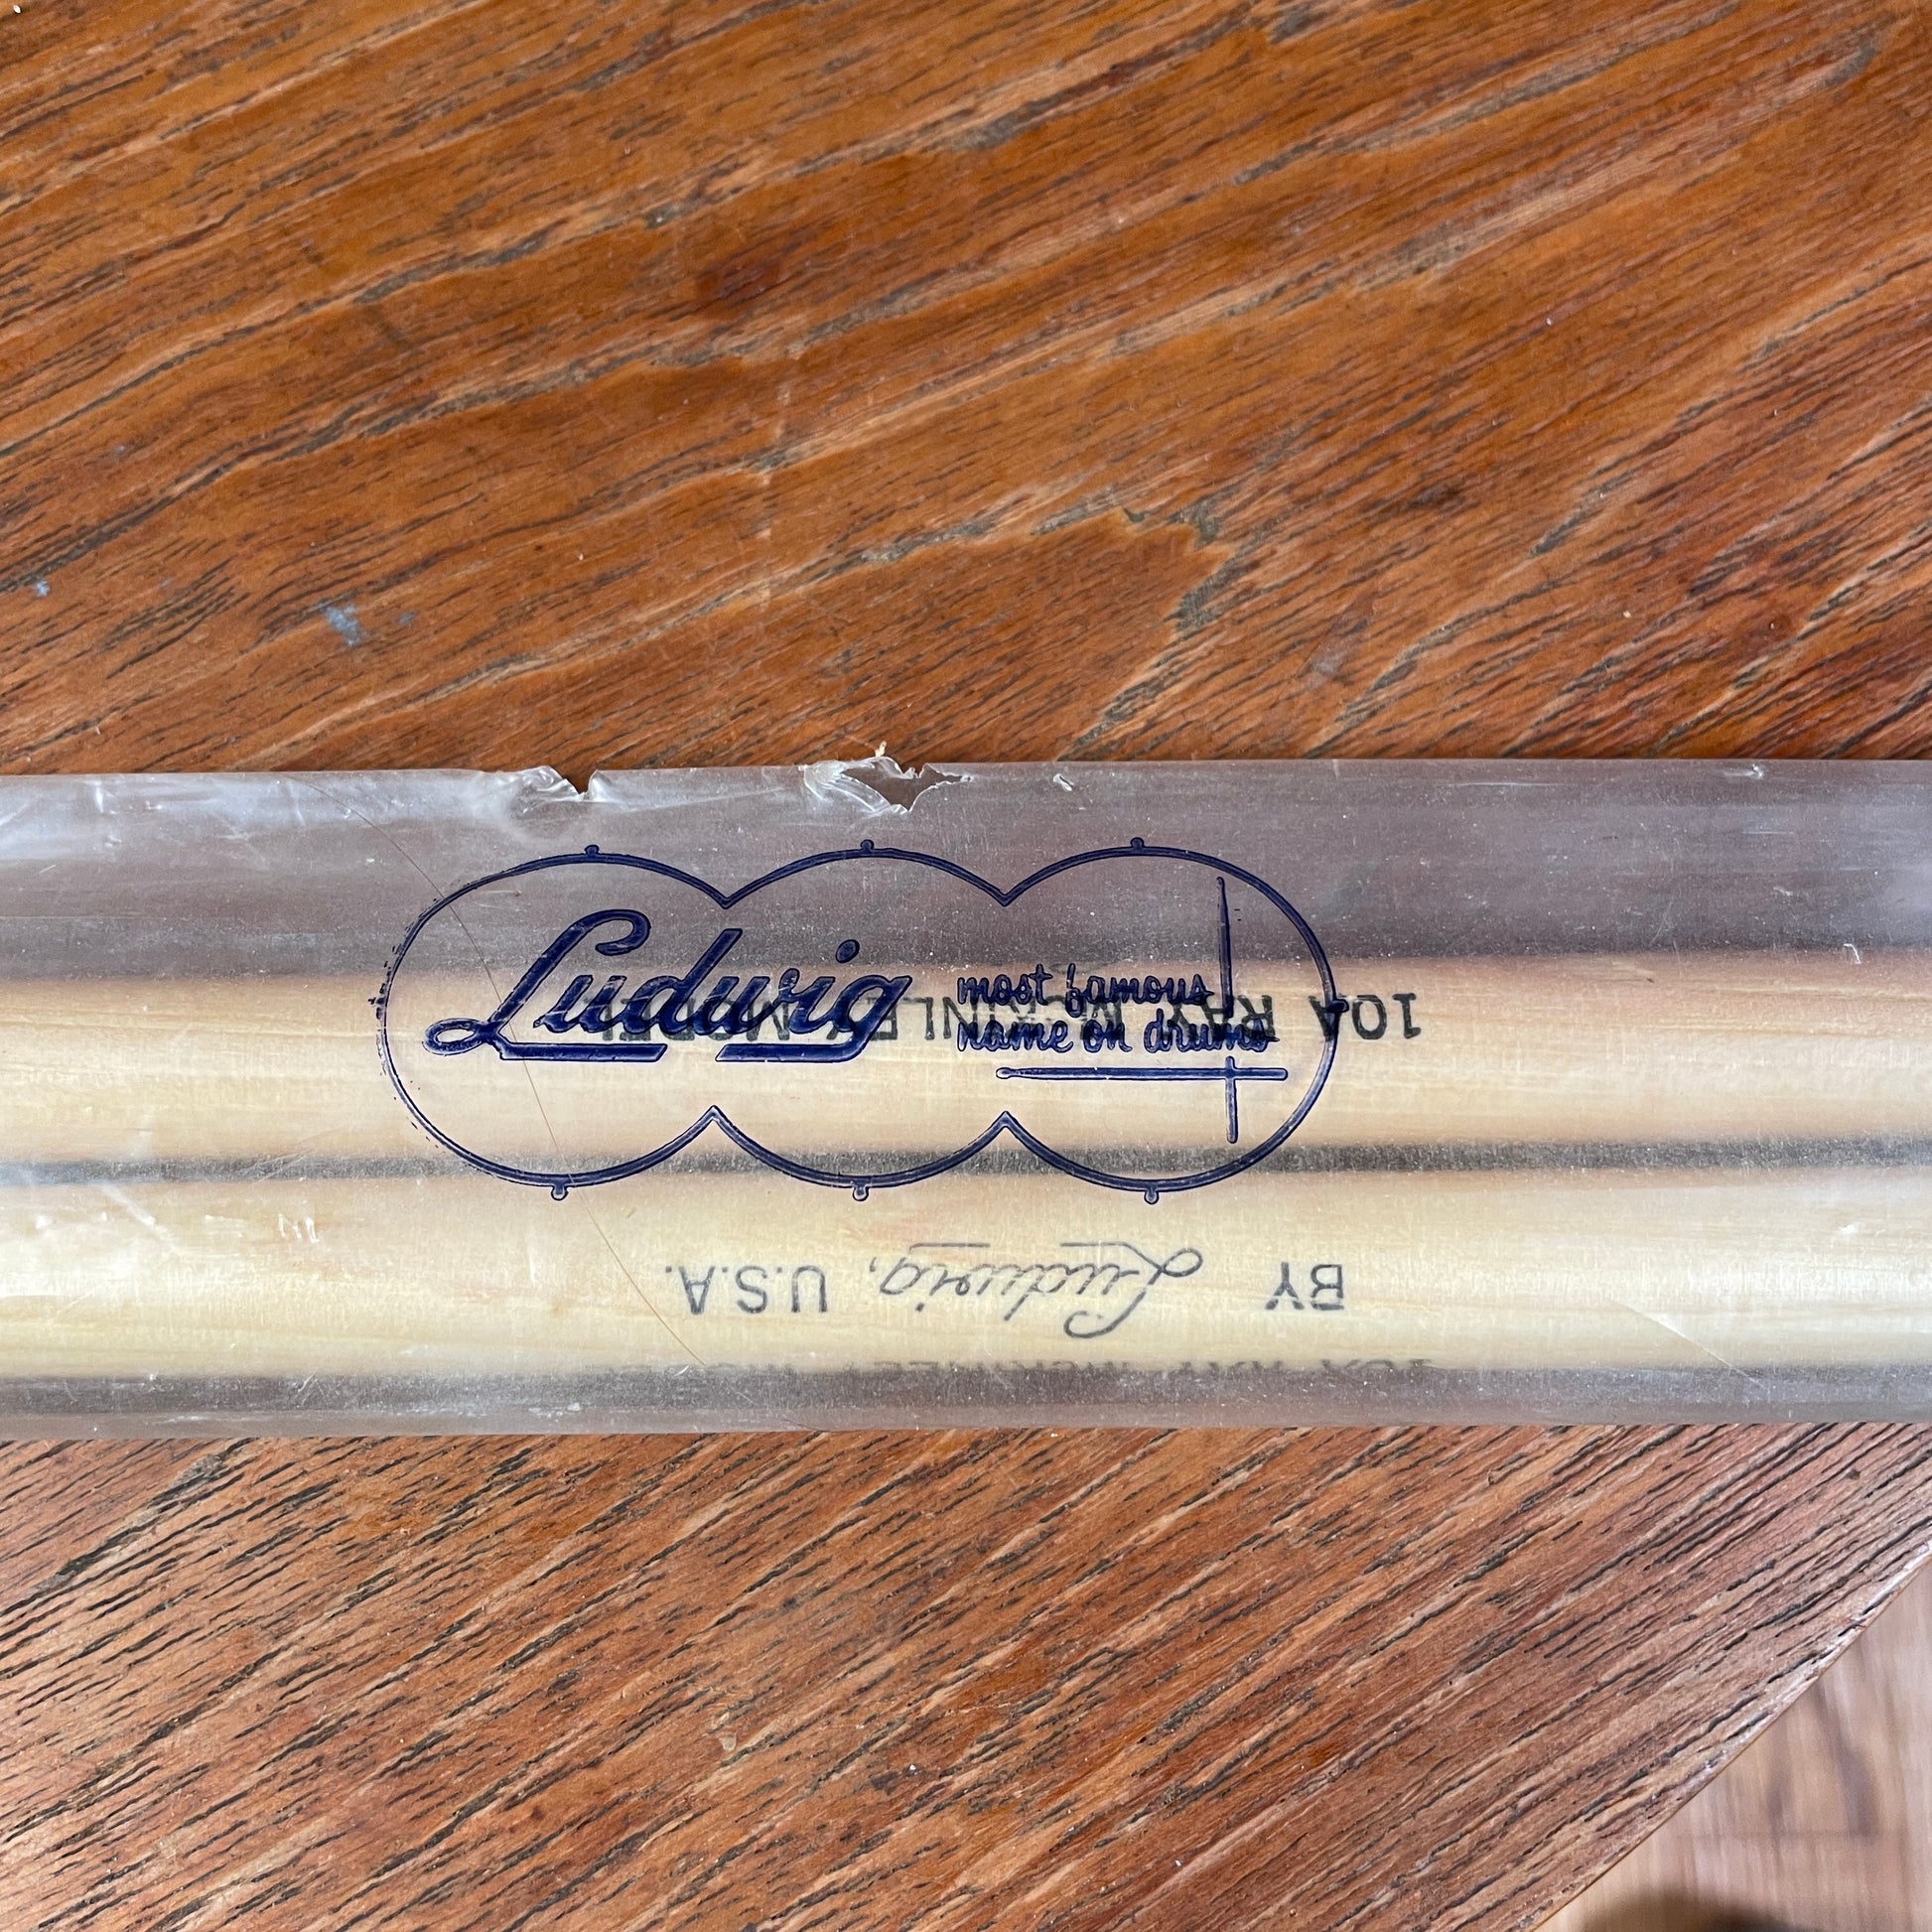 Ludwig
most famous
name on drums
10A RAY McKINLEY MODEL
BY Ludwig, U.S.A.